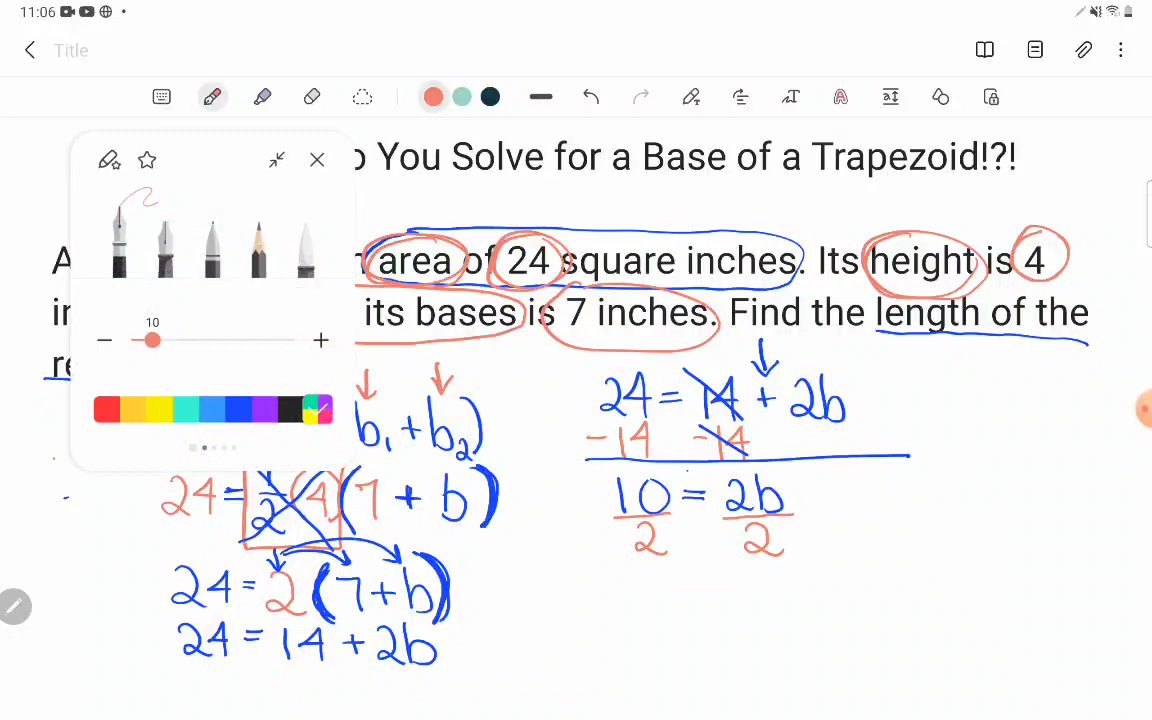 11:06
Title
o You Solve for a Base of a Trapezoid!?!
A area of 24 square inches. Its height is 4
in its bases is 7 inches. Find the length of the
re
10
b₁ + b₂)
24 = 1/2 (4) (7 + b)
24 = 2 (7 + b)
24 = 14 + 2b
24 = 14 + 2b
-14 -14
10 = 2b
2 2